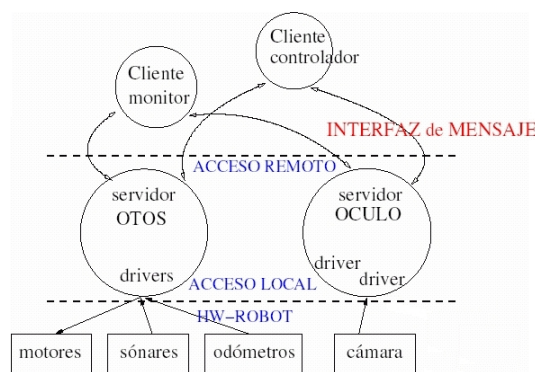 Cliente
monitor
Cliente
controlador
INTERFAZ de MENSAJE
ACCESO REMOTO
servidor
OTOS
servidor
OCULO
drivers
driver
driver
ACCESO LOCAL
HW-ROBOT
motores
sónares
odómetros
cámara